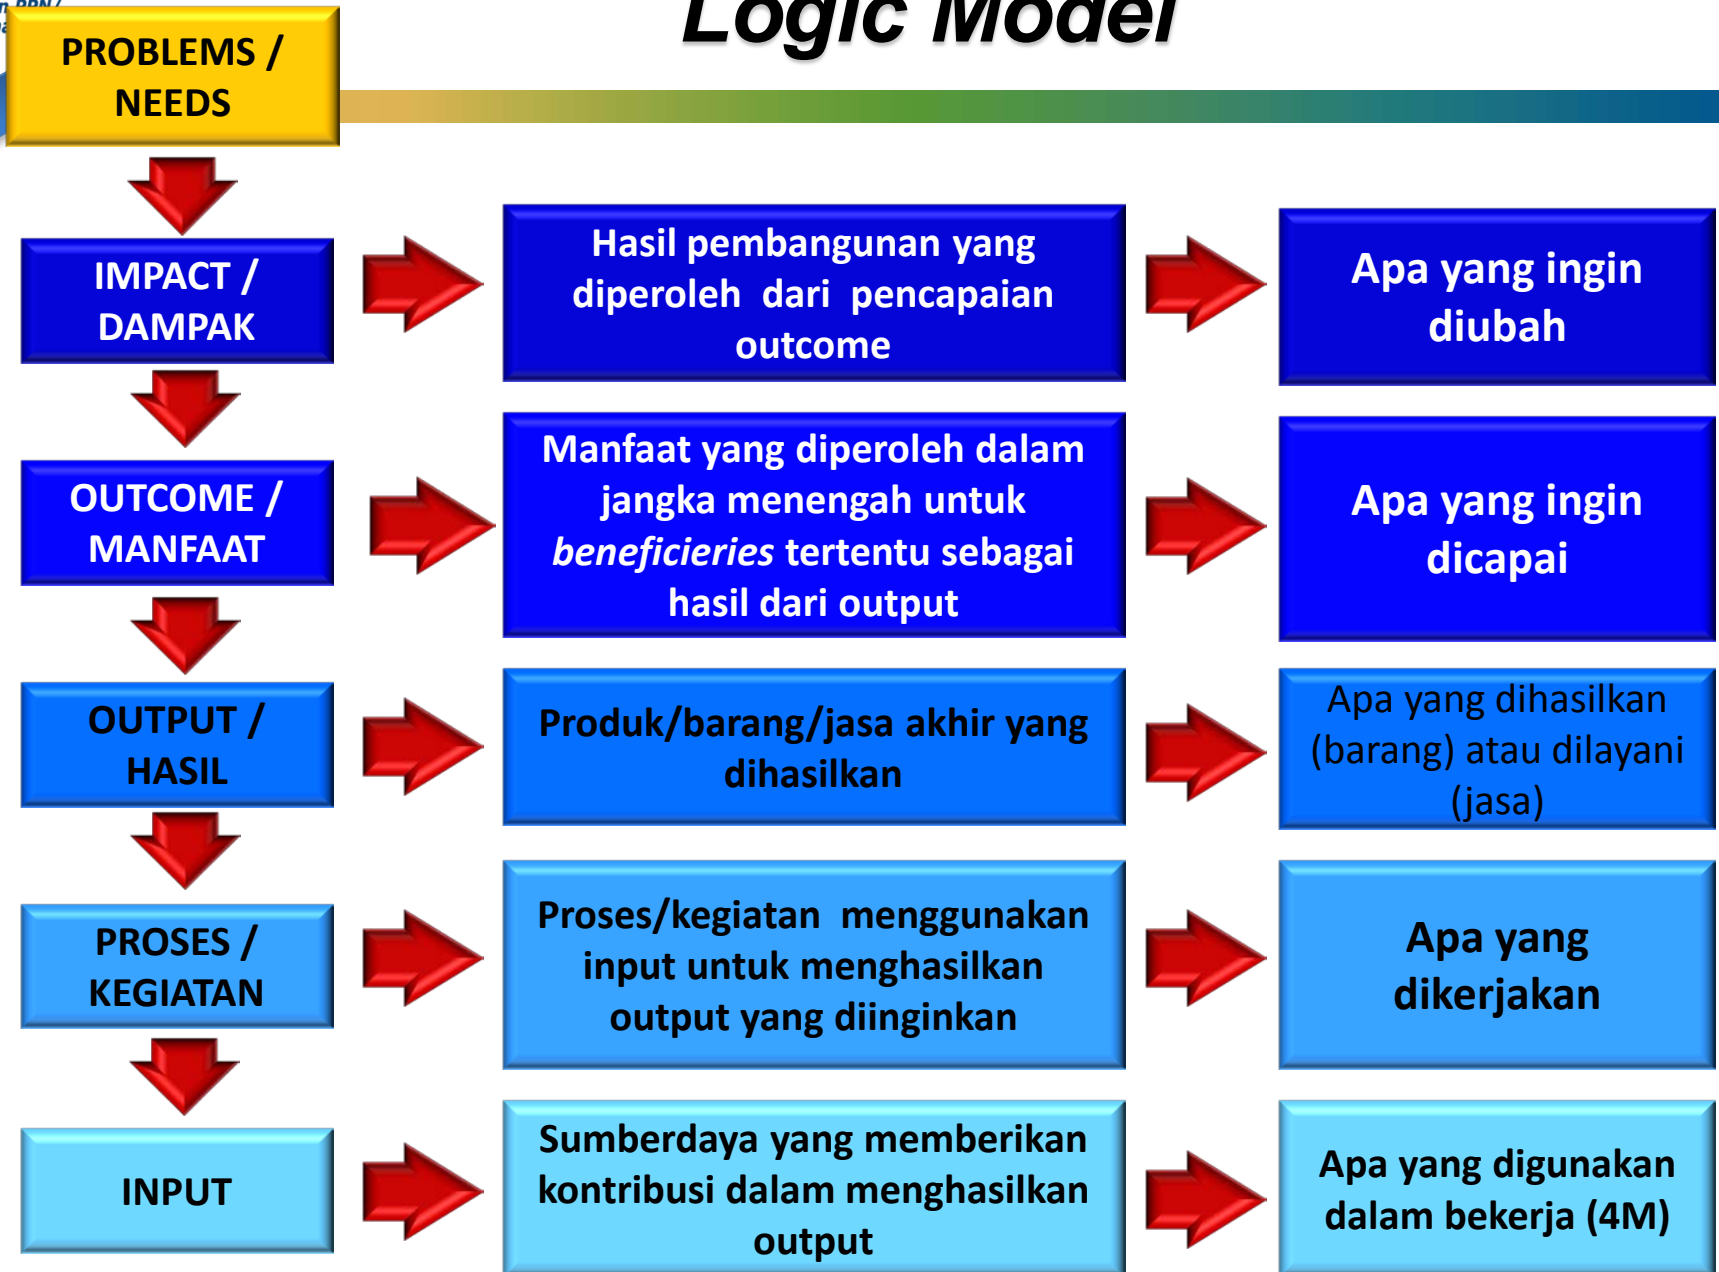 Logic Model
PROBLEMS /
NEEDS
IMPACT /
DAMPAK
Hasil pembangunan yang
diperoleh dari pencapaian
outcome
Apa yang ingin
diubah
OUTCOME /
MANFAAT
Manfaat yang diperoleh dalam
jangka menengah untuk
beneficieries tertentu sebagai
hasil dari output
Apa yang ingin
dicapai
OUTPUT /
HASIL
Produk/barang/jasa akhir yang
dihasilkan
Apa yang dihasilkan
(barang) atau dilayani
(jasa)
PROSES /
KEGIATAN
Proses/kegiatan menggunakan
input untuk menghasilkan
output yang diinginkan
Apa yang
dikerjakan
INPUT
Sumberdaya yang memberikan
kontribusi dalam menghasilkan
output
Apa yang digunakan
dalam bekerja (4M)